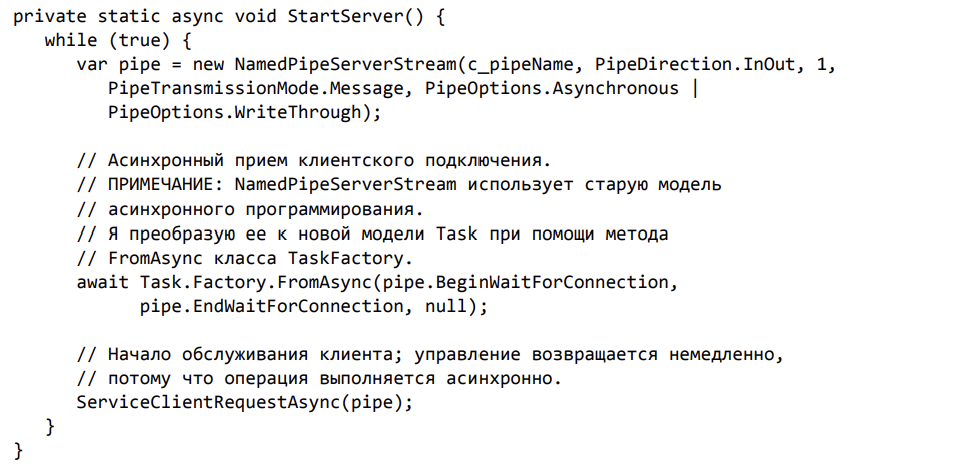 private static async void StartServer() {
   while (true) {
      var pipe = new NamedPipeServerStream(c_pipeName, PipeDirection.InOut, 1,
         PipeTransmissionMode.Message, PipeOptions.Asynchronous |
         PipeOptions.WriteThrough);

      // Асинхронный прием клиентского подключения.
      // ПРИМЕЧАНИЕ: NamedPipeServerStream использует старую модель
      // асинхронного программирования.
      // Я преобразую ее к новой модели Task при помощи метода
      // FromAsync класса TaskFactory.
      await Task.Factory.FromAsync(pipe.BeginWaitForConnection,
            pipe.EndWaitForConnection, null);

      // Начало обслуживания клиента; управление возвращается немедленно,
      // потому что операция выполняется асинхронно.
      ServiceClientRequestAsync(pipe);
   }
}